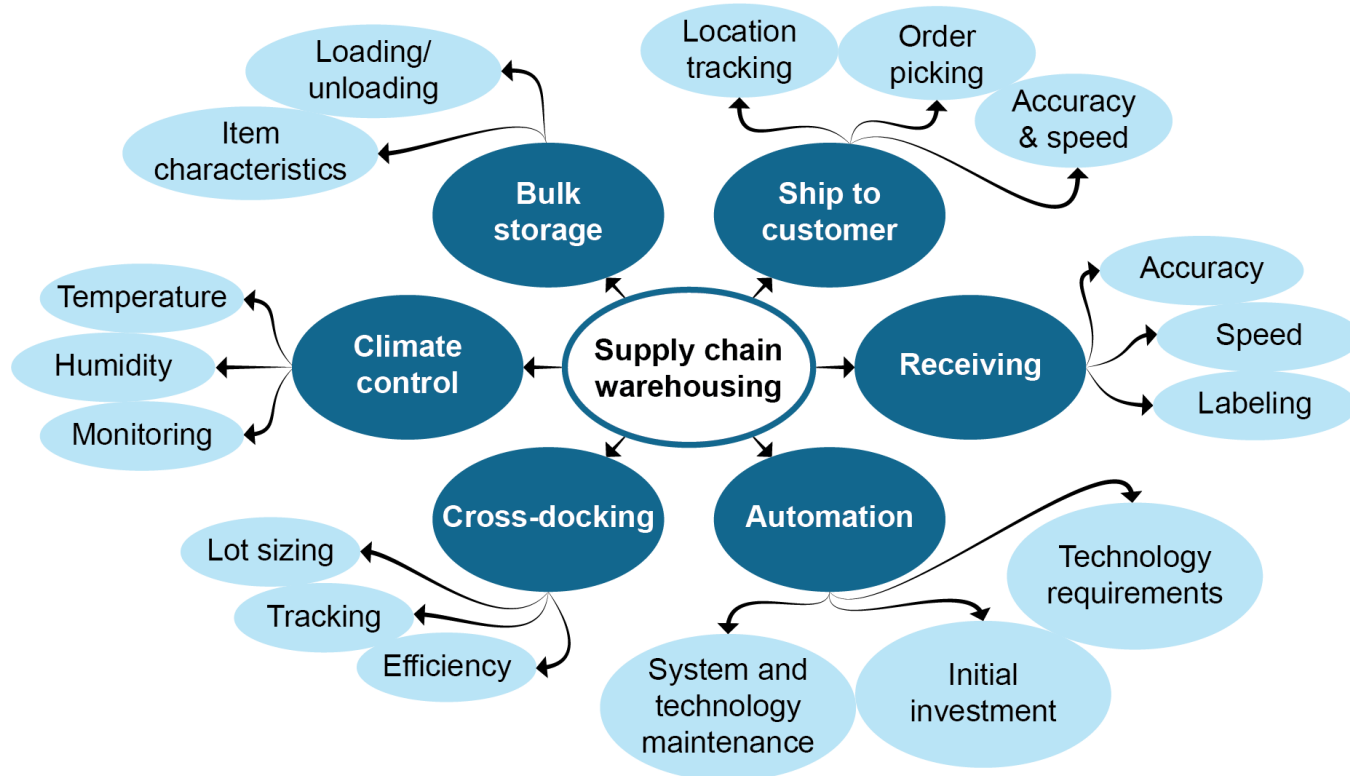 Loading/
unloading
Item
characteristics
Bulk
storage
Location
tracking
Order
picking
Accuracy
& speed
Ship to
customer
Temperature
Humidity
Monitoring
Climate
control
Supply chain
warehousing
Receiving
Accuracy
Speed
Labeling
Cross-docking
Lot sizing
Tracking
Efficiency
Automation
Technology
requirements
System and
technology
maintenance
Initial
investment